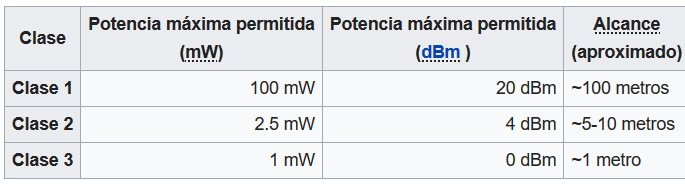 Clase Potencia máxima permitida (mW) Potencia máxima permitida (dBm ) Alcance (aproximado)
Clase 1 100 mW 20 dBm ~100 metros
Clase 2 2.5 mW 4 dBm ~5-10 metros
Clase 3 1 mW 0 dBm ~1 metro